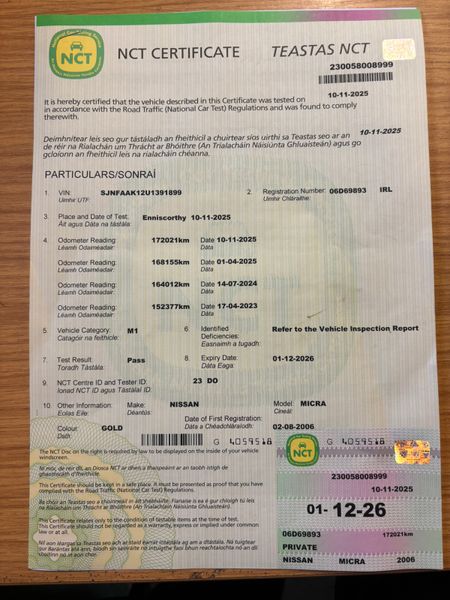 NCT
NCT CERTIFICATE
TEASTAS NCT
230058008999
It is hereby certified that the vehicle described in this Certificate was tested on 10-11-2025
in accordance with the Road Traffic (National Car Test) Regulations and was found to comply
therewith.
Deimhnítear leis seo gur tástáladh an fheithicil a chuirtear síos uirthi sa Teastas seo ar an 10-11-2025
de réir na Rialachán um Thrácht ar Bhóithre (An Trialacháin Náisiúnta Ghluaisteán) agus go
gcloíonn an fheithicil leis na rialacháin chéanna.
PARTICULARS/SONRAÍ
1. VIN: SJNFAAK12U1391899 2. Registration Number: 06D69893 IRL
Uimhir UTF: Uimhir Chláraithe:
3. Place and Date of Test: Enniscorthy 10-11-2025
Áit agus Dáta na tástála:
4. Odometer Reading: 172021km Date 10-11-2025
Léamh Odaiméadair: Dáta
Odometer Reading: 168155km Date 01-04-2025
Léamh Odaiméadair: Dáta
Odometer Reading: 164012km Date 14-07-2024
Léamh Odaiméadair: Dáta
Odometer Reading: 152377km Date 17-04-2023
Léamh Odaiméadair: Dáta
5. Vehicle Category: M1 6 Identified Refer to the Vehicle Inspection Report
Catagóir na feithicle: Deficiencies:
Easnaimh a tugadh:
7. Test Result: Pass 8. Expiry Date: 01-12-2026
Toradh Tástála: Dáta Éaga:
9 NCT Centre ID and Tester ID: 23 DO
Ionad NCT ID agus Tástálaí ID
10. Other Information: Make: NISSAN Model: MICRA
Eolas Eile: Déantús: Cineál:
Colour: GOLD Date of First Registration: 02-08-2006
Dath: Dáta a Chéadchláraíodh:
G 4059518 G 4059518
The NCT Disc on the right is required by law to be displayed on the inside of your vehicle
windscreen.
This Certificate should be kept in a safe place. It must be presented as proof that you have
complied with the Road Traffic (National Car Test) Regulations.
This Certificate relates only to the condition of testable items at the time of test.
This Certificate should not be regarded as a warranty, express or implied under common
law or at all.
NCT
230058008999
10-11-2025
01- 12-26
06D69893 172021km
PRIVATE
NISSAN MICRA 2006